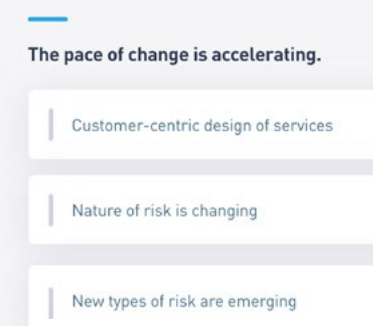 The pace of change is accelerating.
Customer-centric design of services
Nature of risk is changing
New types of risk are emerging